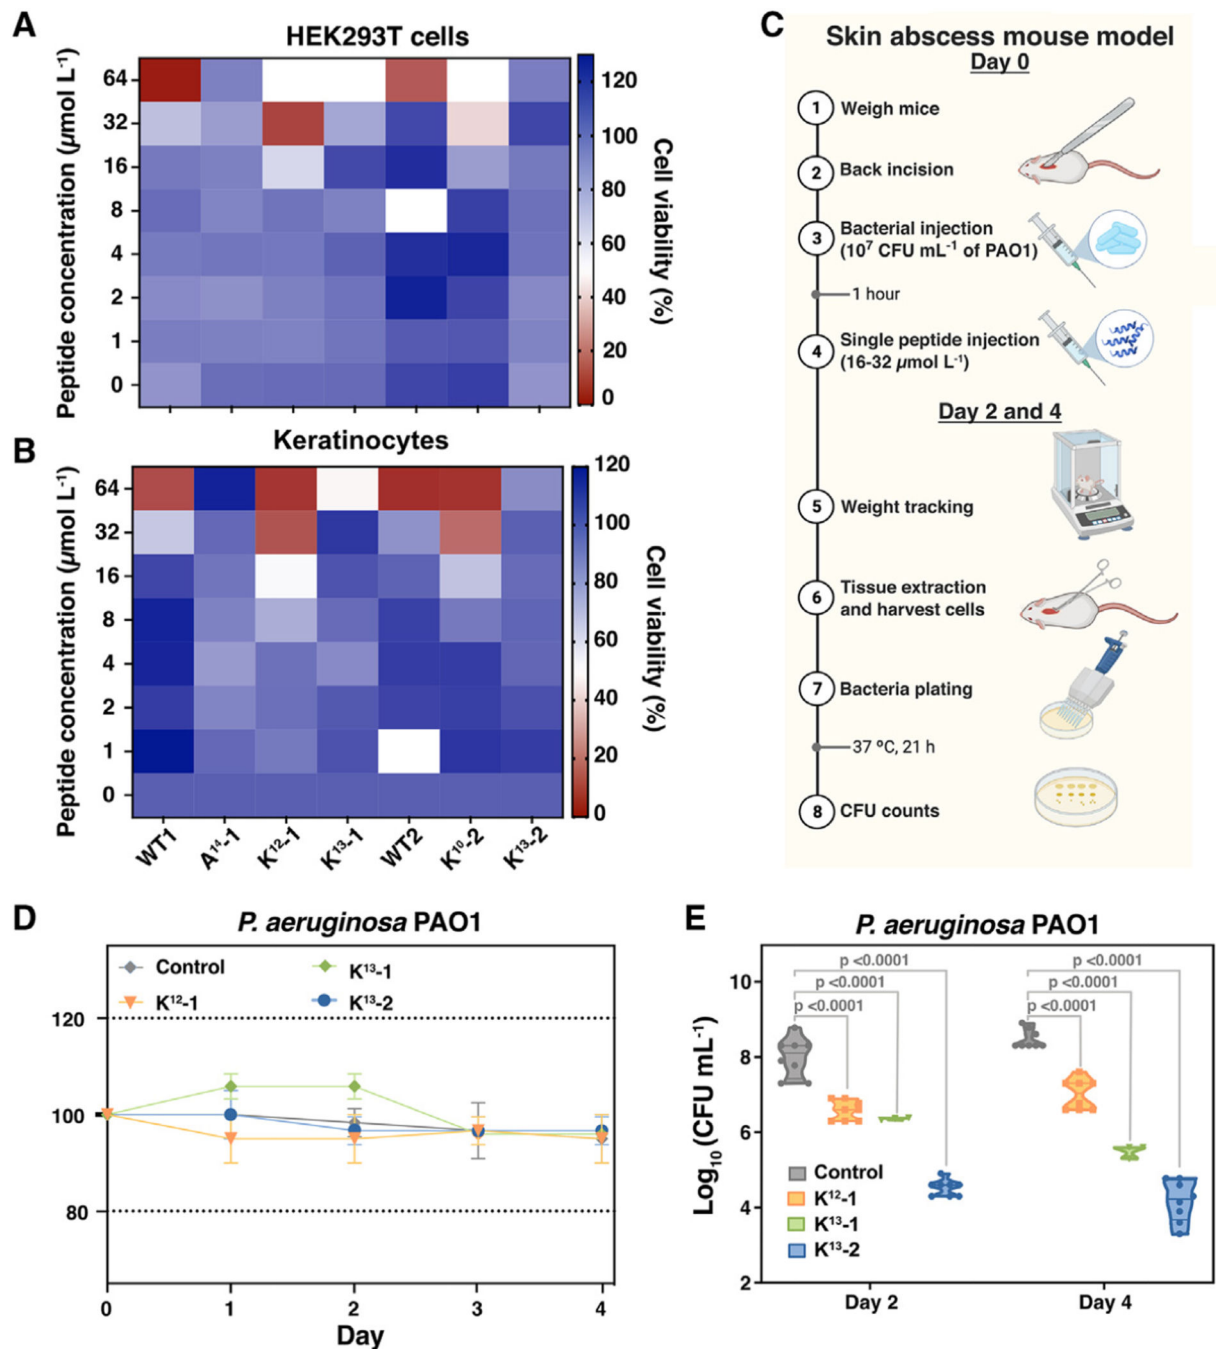 A
HEK293T cells
Peptide concentration (µmol L⁻¹)
64
32
16
8
4
2
1
0
120
100
80
60
40
20
0
Cell viability (%)
B
Keratinocytes
Peptide concentration (µmol L⁻¹)
64
32
16
8
4
2
1
0
WT1
A¹⁴-1
K¹²-1
K¹³-1
WT2
K¹⁰-2
K¹³-2
120
100
80
60
40
20
0
Cell viability (%)
C
Skin abscess mouse model
Day 0
1 Weigh mice
2 Back incision
3 Bacterial injection
(10⁷ CFU mL⁻¹ of PAO1)
1 hour
4 Single peptide injection
(16-32 µmol L⁻¹)
Day 2 and 4
5 Weight tracking
6 Tissue extraction
and harvest cells
7 Bacteria plating
37 ºC, 21 h
8 CFU counts
D
P. aeruginosa PAO1
Control
K¹³-1
K¹²-1
K¹³-2
120
100
80
0
1
2
3
4
Day
E
P. aeruginosa PAO1
Log₁₀ (CFU mL⁻¹)
10
8
6
4
2
p <0.0001
p <0.0001
p <0.0001
p <0.0001
p <0.0001
p <0.0001
Control
K¹²-1
K¹³-1
K¹³-2
Day 2
Day 4